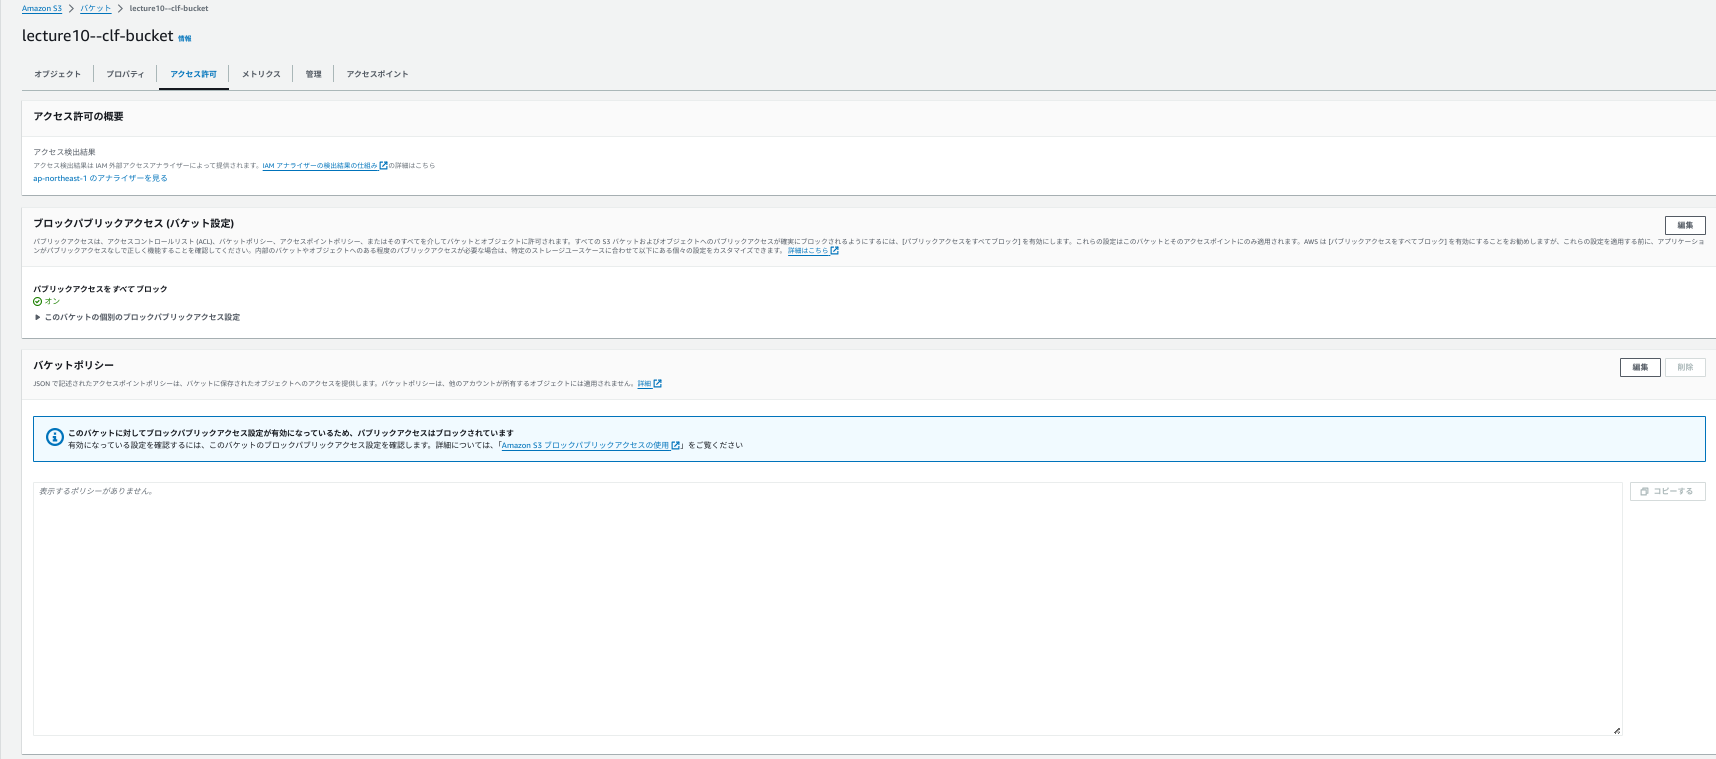 Amazon S3 > バケット > lecture10--clf-bucket
lecture10--clf-bucket 情報
オブジェクト プロパティ アクセス許可 メトリクス 管理 アクセスポイント
アクセス許可の概要
アクセス検出結果
アクセス検出結果は IAM 外部アクセスアナライザーによって提供されます。IAM アナライザーの検出結果の仕組み の詳細はこちら
ap-northeast-1 のアナライザーを見る
ブロックパブリックアクセス (バケット設定)
編集
パブリックアクセスは、アクセスコントロールリスト (ACL)、バケットポリシー、アクセスポイントポリシー、またはそのすべてを介してバケットとオブジェクトに許可されます。すべての S3 バケットおよびオブジェクトへのパブリックアクセスが確実にブロックされるようにするには、[パブリックアクセスをすべてブロック] を有効にします。これらの設定はこのバケットとそのアクセスポイントにのみ適用されます。AWS は [パブリックアクセスをすべてブロック] を有効にすることをお勧めしますが、これらの設定を適用する前に、アプリケーショ
ンがパブリックアクセスなしで正しく機能することを確認してください。内部のバケットやオブジェクトへのある程度のパブリックアクセスが必要な場合は、特定のストレージユースケースに合わせて以下にある個々の設定をカスタマイズできます。 詳細はこちら
パブリックアクセスをすべて ブロック
オン
このバケットの個別のブロックパブリックアクセス設定
バケットポリシー
編集 削除
JSON で記述されたアクセスポイントポリシーは、バケットに保存されたオブジェクトへのアクセスを提供します。バケットポリシーは、他のアカウントが所有するオブジェクトには適用されません。詳細
このバケットに対してブロックパブリックアクセス設定が有効になっているため、パブリックアクセスはブロックされています
有効になっている設定を確認するには、このバケットのブロックパブリックアクセス設定を確認します。詳細については、「Amazon S3 ブロックパブリックアクセスの使用」をご覧ください
表示するポリシーがありません。
コピーする